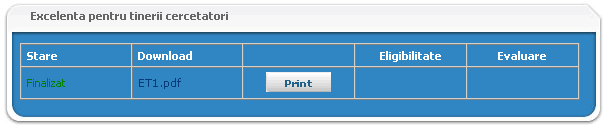 Excelenta pentru tinerii cercetatori
Stare Download Eligibilitate Evaluare
Finalizat ET1.pdf Print